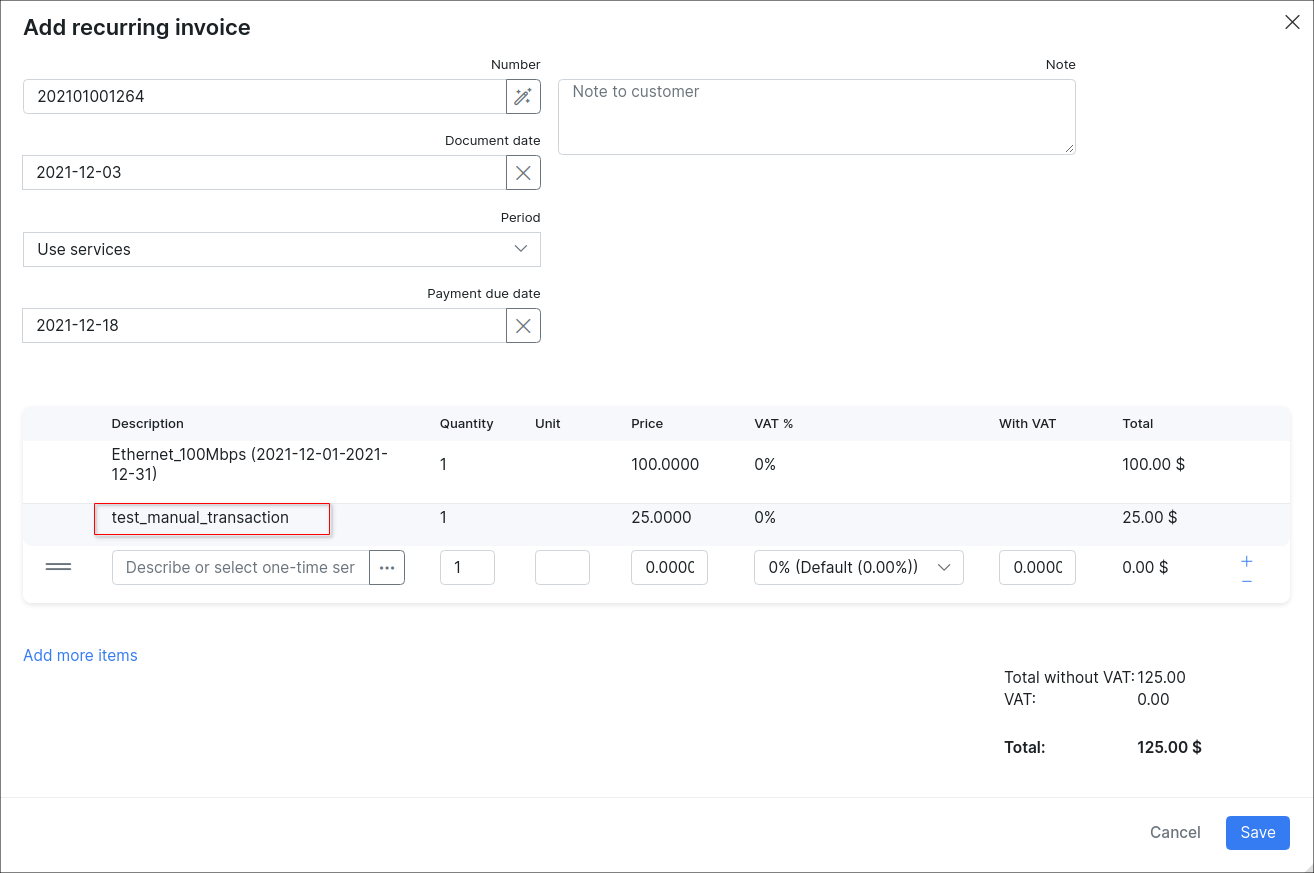 Add recurring invoice
Number
202101001264
Note
Note to customer
Document date
2021-12-03
Period
Use services
Payment due date
2021-12-18
Description Quantity Unit Price VAT % With VAT Total
Ethernet_100Mbps (2021-12-01-2021-
12-31) 1 100.0000 0% 100.00 $
test_manual_transaction 1 25.0000 0% 25.00 $
Describe or select one-time ser ... 1 0.000 0% (Default (0.00%)) 0.000 0.00 $
Add more items
Total without VAT: 125.00
VAT: 0.00
Total: 125.00 $
Cancel Save